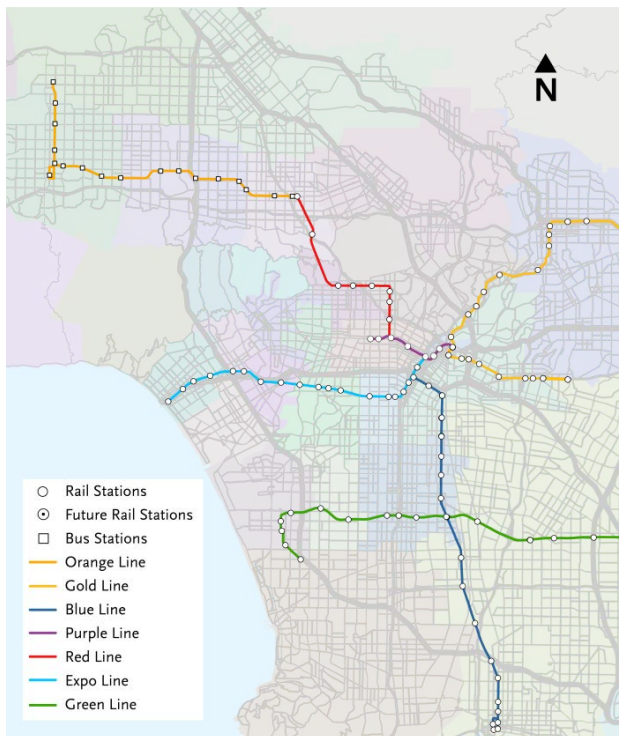 N
Rail Stations
Future Rail Stations
Bus Stations
Orange Line
Gold Line
Blue Line
Purple Line
Red Line
Expo Line
Green Line